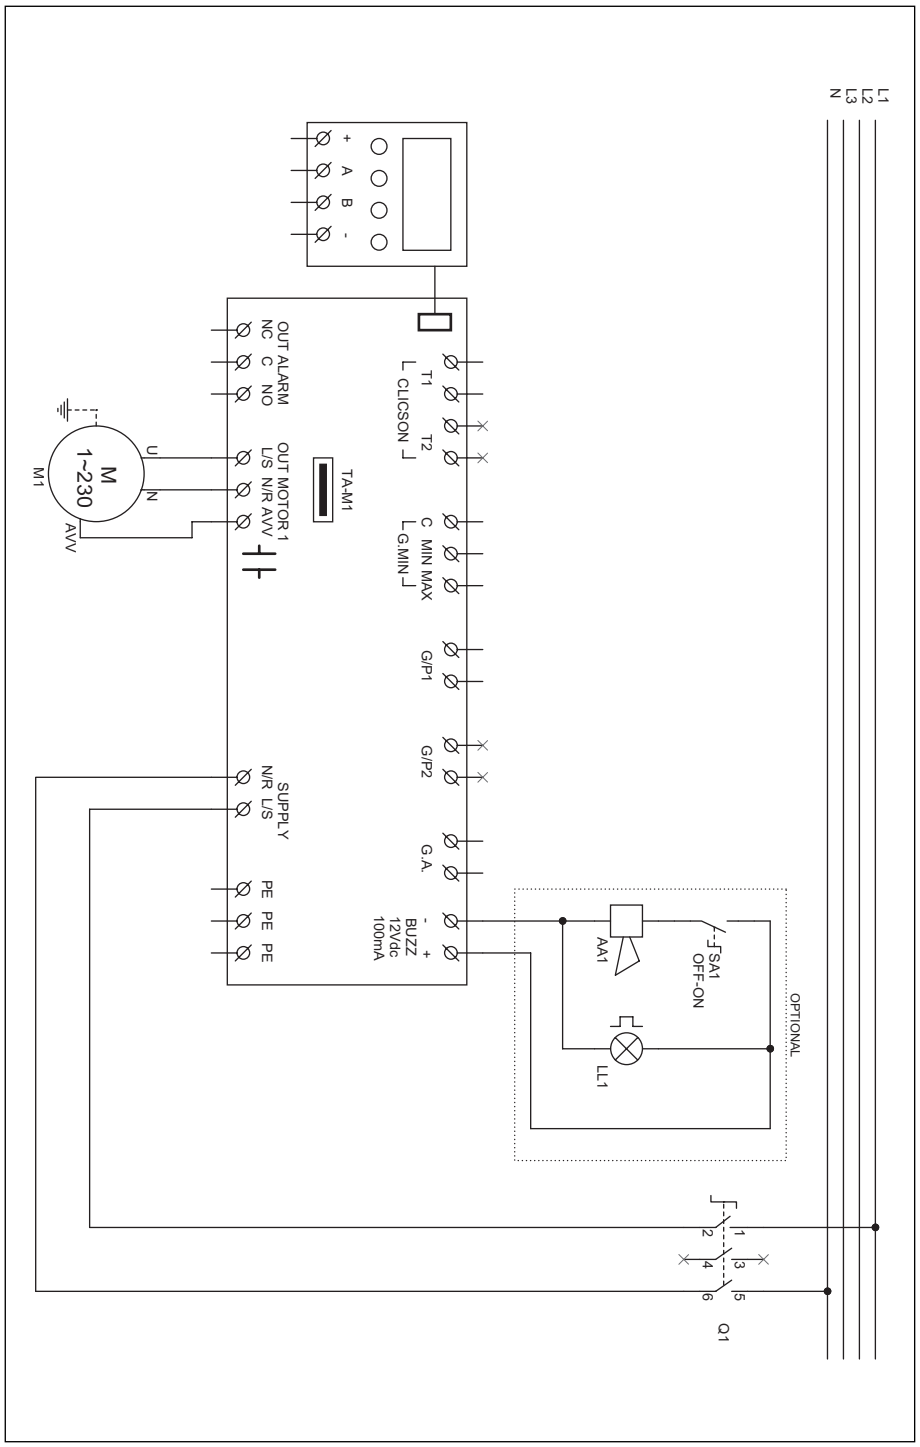 L1
L2
L3
N
+ A B -
T1 T2
CLICSON
C MIN MAX
G.MIN
G/P1
G/P2
G.A.
- +
BUZZ
12Vdc
100mA
OPTIONAL
SA1
OFF-ON
AA1
LL1
1 3 5
2 4 6
Q1
TA-M1
OUT ALARM
NC C NO
OUT MOTOR 1
L/S N/R AVV
SUPPLY
N/R L/S
PE PE PE
U N
M
1~230
AVV
M1